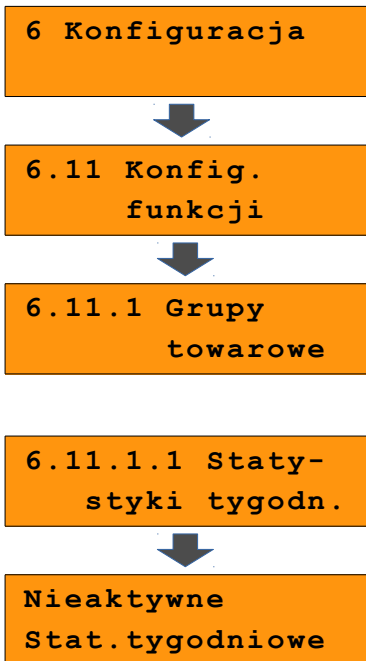 6 Konfiguracja
6.11 Konfig.
funkcji
6.11.1 Grupy
towarowe
6.11.1.1 Staty-
styki tygodn.
Nieaktywne
Stat.tygodniowe